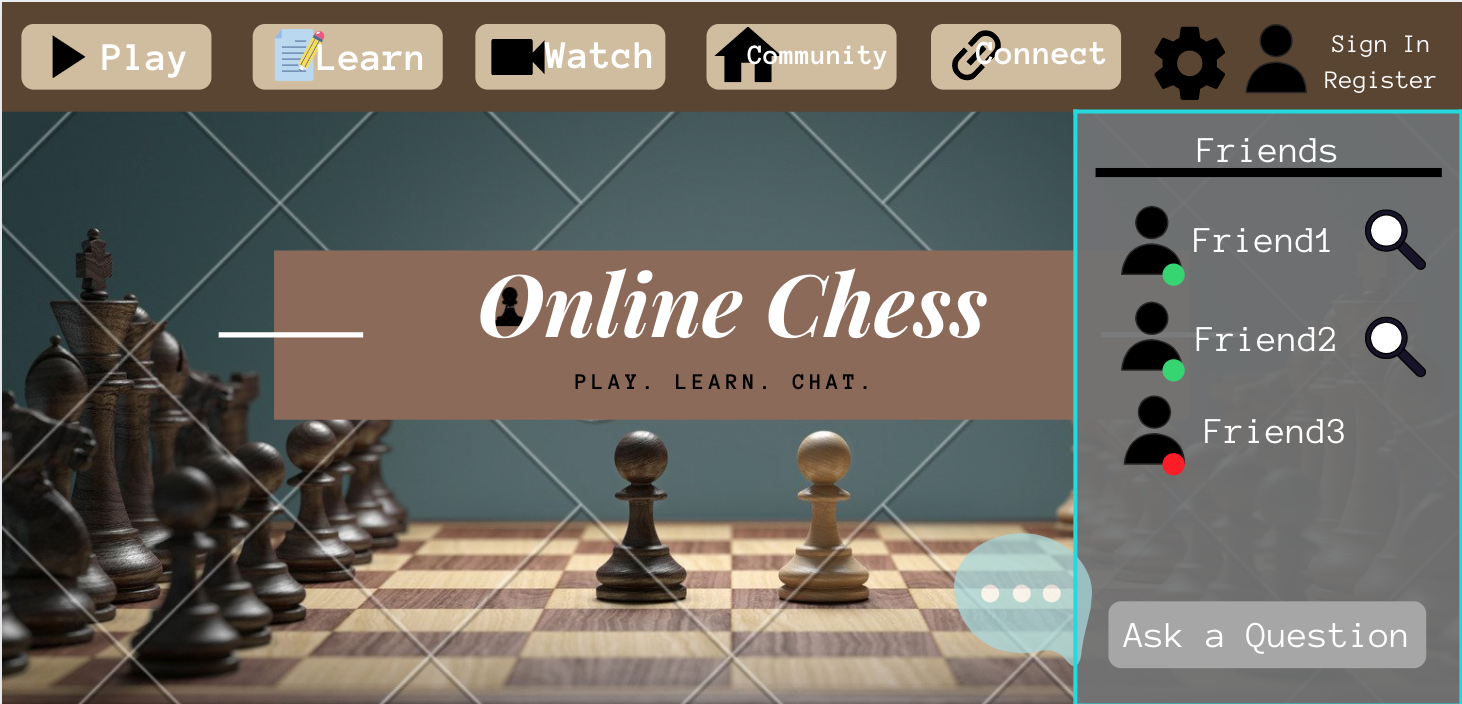 Play
Learn
Watch
Community
Connect
Sign In
Register
Friends
Friend1
Friend2
Friend3
Online Chess
PLAY. LEARN. CHAT.
Ask a Question